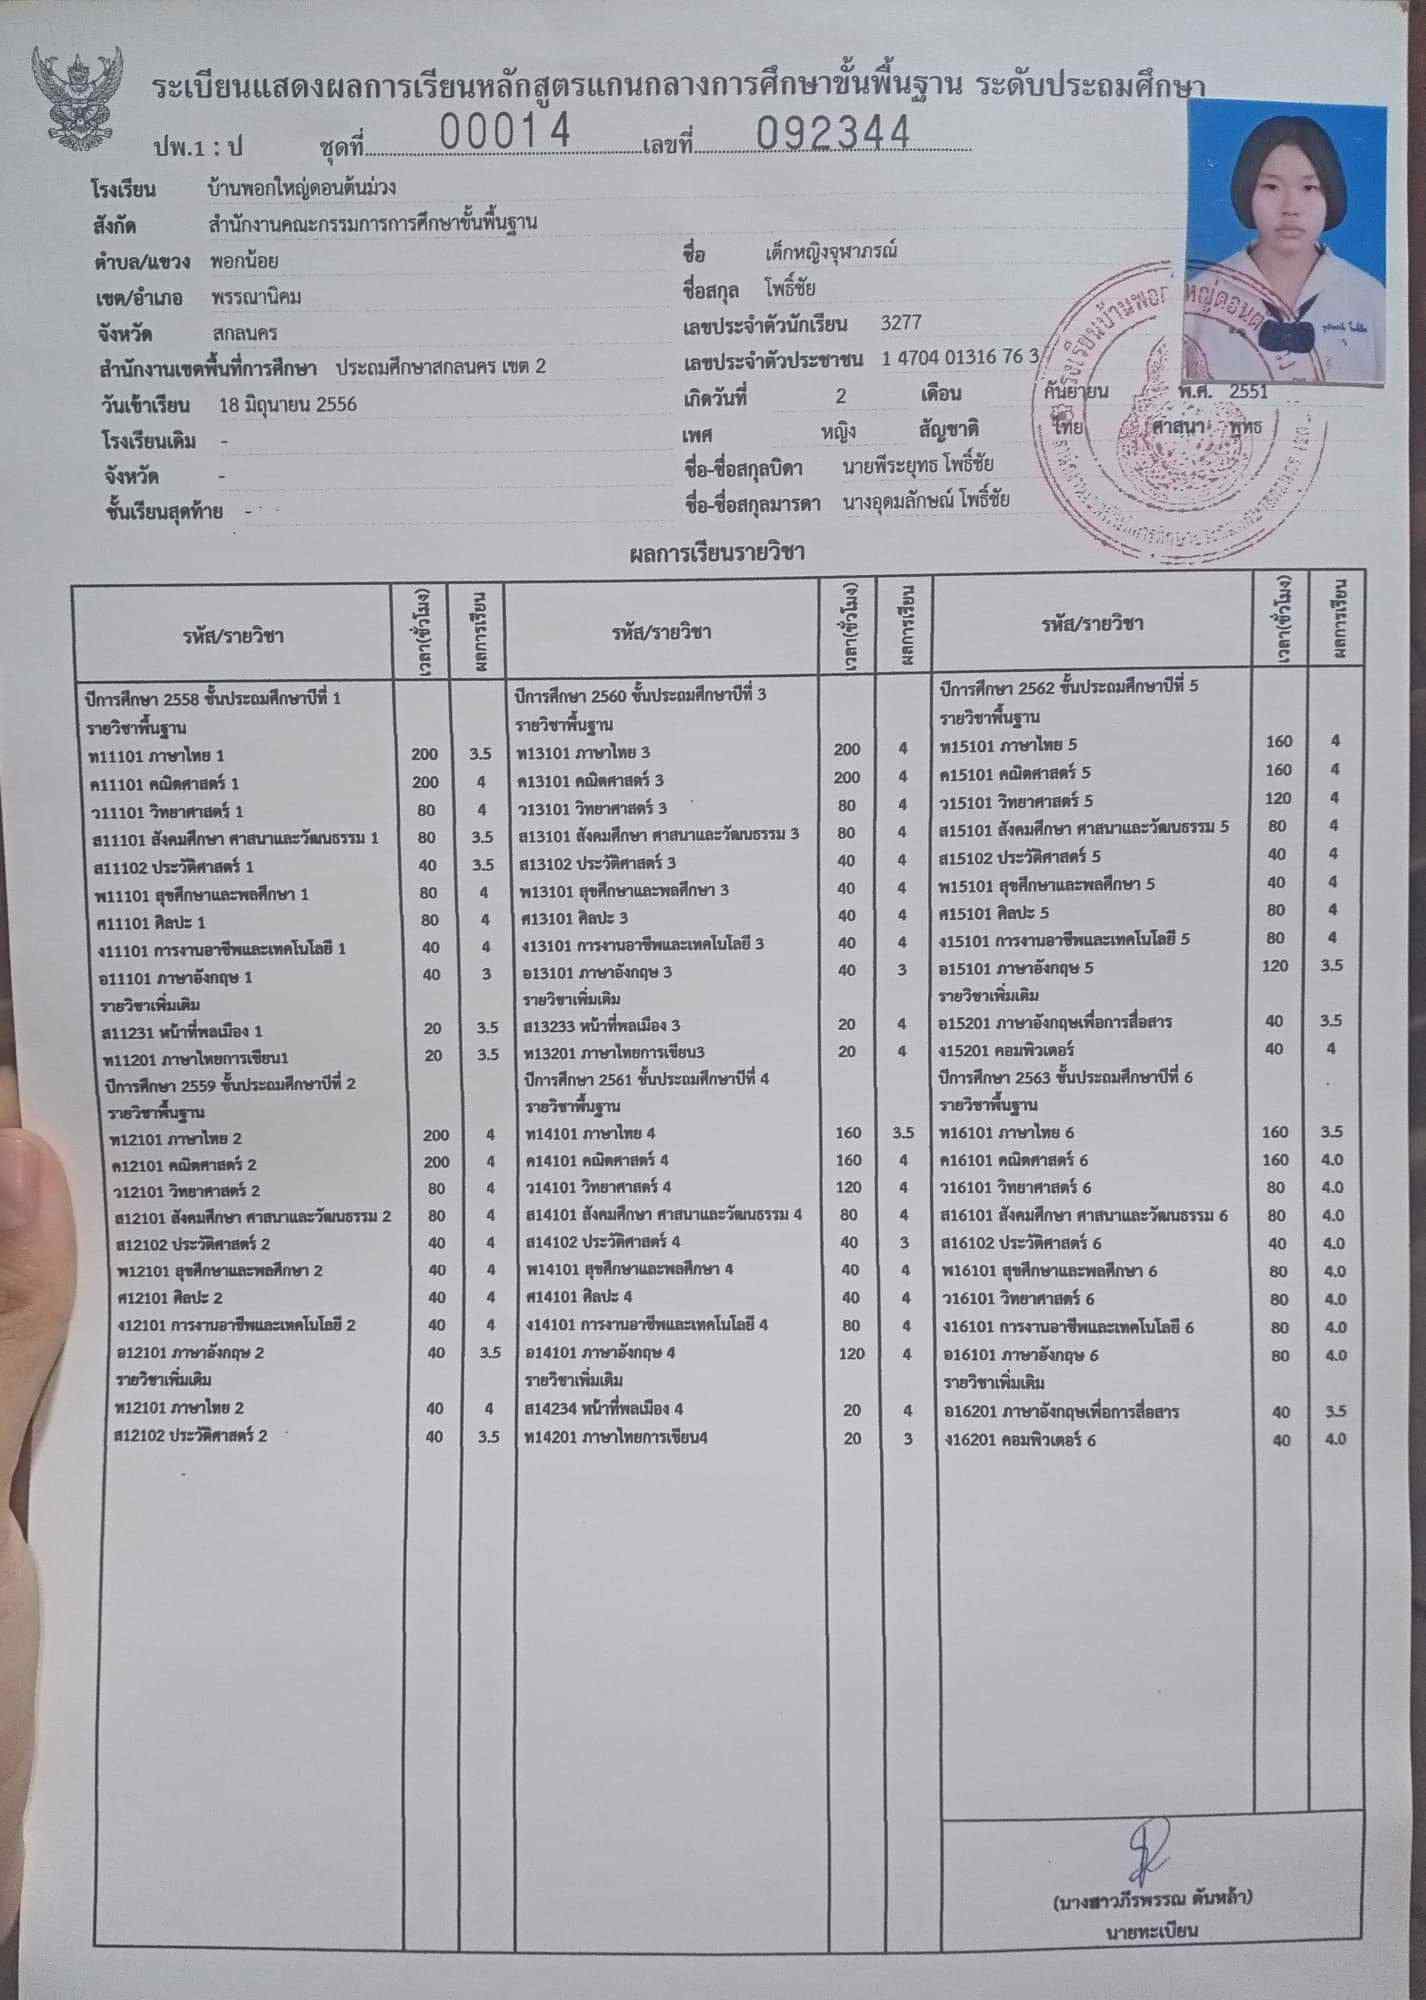 ระเบียนแสดงผลการเรียนหลักสูตรแกนกลางการศึกษาขั้นพื้นฐาน ระดับประถมศึกษา
ปพ.1 : ป ชุดที่ 00014 เลขที่ 092344
โรงเรียน บ้านพอกใหญ่ดอนต้นม่วง
สังกัด สำนักงานคณะกรรมการการศึกษาขั้นพื้นฐาน
ตำบล/แขวง พอกน้อย
เขต/อำเภอ พรรณานิคม
จังหวัด สกลนคร
สำนักงานเขตพื้นที่การศึกษา ประถมศึกษาสกลนคร เขต 2
วันเข้าเรียน 18 มิถุนายน 2556
โรงเรียนเดิม -
จังหวัด -
ชั้นเรียนสุดท้าย -
ชื่อ เด็กหญิงจุฬาภรณ์
ชื่อสกุล โพธิ์ชัย
เลขประจำตัวนักเรียน 3277
เลขประจำตัวประชาชน 1 4704 01316 76 3
เกิดวันที่ 2 เดือน กันยายน พ.ศ. 2551
เพศ หญิง สัญชาติ ไทย ศาสนา พุทธ
ชื่อ-ชื่อสกุลบิดา นายพีระยุทธ โพธิ์ชัย
ชื่อ-ชื่อสกุลมารดา นางอุดมลักษณ์ โพธิ์ชัย
ผลการเรียนรายวิชา
รหัส/รายวิชา เวลา(ชั่วโมง) ผลการเรียน
ปีการศึกษา 2558 ชั้นประถมศึกษาปีที่ 1
รายวิชาพื้นฐาน
ท11101 ภาษาไทย 1 200 3.5
ค11101 คณิตศาสตร์ 1 200 4
ว11101 วิทยาศาสตร์ 1 80 4
ส11101 สังคมศึกษา ศาสนาและวัฒนธรรม 1 80 3.5
ส11102 ประวัติศาสตร์ 1 40 3.5
พ11101 สุขศึกษาและพลศึกษา 1 80 4
ศ11101 ศิลปะ 1 80 4
ง11101 การงานอาชีพและเทคโนโลยี 1 40 4
อ11101 ภาษาอังกฤษ 1 40 3
รายวิชาเพิ่มเติม
ส11231 หน้าที่พลเมือง 1 20 3.5
ท11201 ภาษาไทยการเขียน1 20 3.5
ปีการศึกษา 2559 ชั้นประถมศึกษาปีที่ 2
รายวิชาพื้นฐาน
ท12101 ภาษาไทย 2 200 4
ค12101 คณิตศาสตร์ 2 200 4
ว12101 วิทยาศาสตร์ 2 80 4
ส12101 สังคมศึกษา ศาสนาและวัฒนธรรม 2 80 4
ส12102 ประวัติศาสตร์ 2 40 4
พ12101 สุขศึกษาและพลศึกษา 2 40 4
ศ12101 ศิลปะ 2 40 4
ง12101 การงานอาชีพและเทคโนโลยี 2 40 4
อ12101 ภาษาอังกฤษ 2 40 3.5
รายวิชาเพิ่มเติม
ท12101 ภาษาไทย 2 40 4
ส12102 ประวัติศาสตร์ 2 40 3.5
รหัส/รายวิชา เวลา(ชั่วโมง) ผลการเรียน
ปีการศึกษา 2560 ชั้นประถมศึกษาปีที่ 3
รายวิชาพื้นฐาน
ท13101 ภาษาไทย 3 200 4
ค13101 คณิตศาสตร์ 3 200 4
ว13101 วิทยาศาสตร์ 3 80 4
ส13101 สังคมศึกษา ศาสนาและวัฒนธรรม 3 80 4
ส13102 ประวัติศาสตร์ 3 40 4
พ13101 สุขศึกษาและพลศึกษา 3 40 4
ศ13101 ศิลปะ 3 40 4
ง13101 การงานอาชีพและเทคโนโลยี 3 40 4
อ13101 ภาษาอังกฤษ 3 40 3
รายวิชาเพิ่มเติม
ส13233 หน้าที่พลเมือง 3 20 4
ท13201 ภาษาไทยการเขียน3 20 4
ปีการศึกษา 2561 ชั้นประถมศึกษาปีที่ 4
รายวิชาพื้นฐาน
ท14101 ภาษาไทย 4 160 3.5
ค14101 คณิตศาสตร์ 4 160 4
ว14101 วิทยาศาสตร์ 4 120 4
ส14101 สังคมศึกษา ศาสนาและวัฒนธรรม 4 80 4
ส14102 ประวัติศาสตร์ 4 40 3
พ14101 สุขศึกษาและพลศึกษา 4 40 4
ศ14101 ศิลปะ 4 40 4
ง14101 การงานอาชีพและเทคโนโลยี 4 80 4
อ14101 ภาษาอังกฤษ 4 120 4
รายวิชาเพิ่มเติม
ส14234 หน้าที่พลเมือง 4 20 4
ท14201 ภาษาไทยการเขียน4 20 3
รหัส/รายวิชา เวลา(ชั่วโมง) ผลการเรียน
ปีการศึกษา 2562 ชั้นประถมศึกษาปีที่ 5
รายวิชาพื้นฐาน
ท15101 ภาษาไทย 5 160 4
ค15101 คณิตศาสตร์ 5 160 4
ว15101 วิทยาศาสตร์ 5 120 4
ส15101 สังคมศึกษา ศาสนาและวัฒนธรรม 5 80 4
ส15102 ประวัติศาสตร์ 5 40 4
พ15101 สุขศึกษาและพลศึกษา 5 40 4
ศ15101 ศิลปะ 5 80 4
ง15101 การงานอาชีพและเทคโนโลยี 5 80 4
อ15101 ภาษาอังกฤษ 5 120 3.5
รายวิชาเพิ่มเติม
อ15201 ภาษาอังกฤษเพื่อการสื่อสาร 40 3.5
ง15201 คอมพิวเตอร์ 40 4
ปีการศึกษา 2563 ชั้นประถมศึกษาปีที่ 6
รายวิชาพื้นฐาน
ท16101 ภาษาไทย 6 160 3.5
ค16101 คณิตศาสตร์ 6 160 4.0
ว16101 วิทยาศาสตร์ 6 80 4.0
ส16101 สังคมศึกษา ศาสนาและวัฒนธรรม 6 80 4.0
ส16102 ประวัติศาสตร์ 6 40 4.0
พ16101 สุขศึกษาและพลศึกษา 6 80 4.0
ว16101 วิทยาศาสตร์ 6 80 4.0
ง16101 การงานอาชีพและเทคโนโลยี 6 80 4.0
อ16101 ภาษาอังกฤษ 6 80 4.0
รายวิชาเพิ่มเติม
อ16201 ภาษาอังกฤษเพื่อการสื่อสาร 40 3.5
ง16201 คอมพิวเตอร์ 6 40 4.0
(นางสาวภีรพรรณ ดันหล้า)
นายทะเบียน